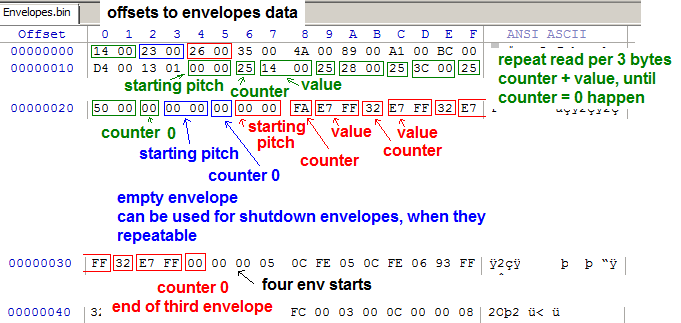 Envelopes.bin
offsets to envelopes data
Offset 0 1 2 3 4 5 6 7 8 9 A B C D E F ANSI ASCII
00000000 14 00 23 00 26 00 35 00 4A 00 89 00 A1 00 BC 00
00000010 D4 00 13 01 00 00 25 14 00 25 28 00 25 3C 00 25
repeat read per 3 bytes
counter + value, until
counter = 0 happen
starting pitch
counter
value
00000020 50 00 00 00 00 00 00 00 FA E7 FF 32 E7 FF 32 E7
counter 0
starting pitch
counter 0
starting
pitch
counter
value
value
counter
empty envelope
can be used for shutdown envelopes, when they
repeatable
00000030 FF 32 E7 FF 00 00 00 05 0C FE 05 0C FE 06 93 FF ÿ2çÿ þ þ “ÿ
counter 0
four env starts
end of third envelope
00000040 FC 00 03 00 0C 00 00 08 2Oþ2 ü< ü